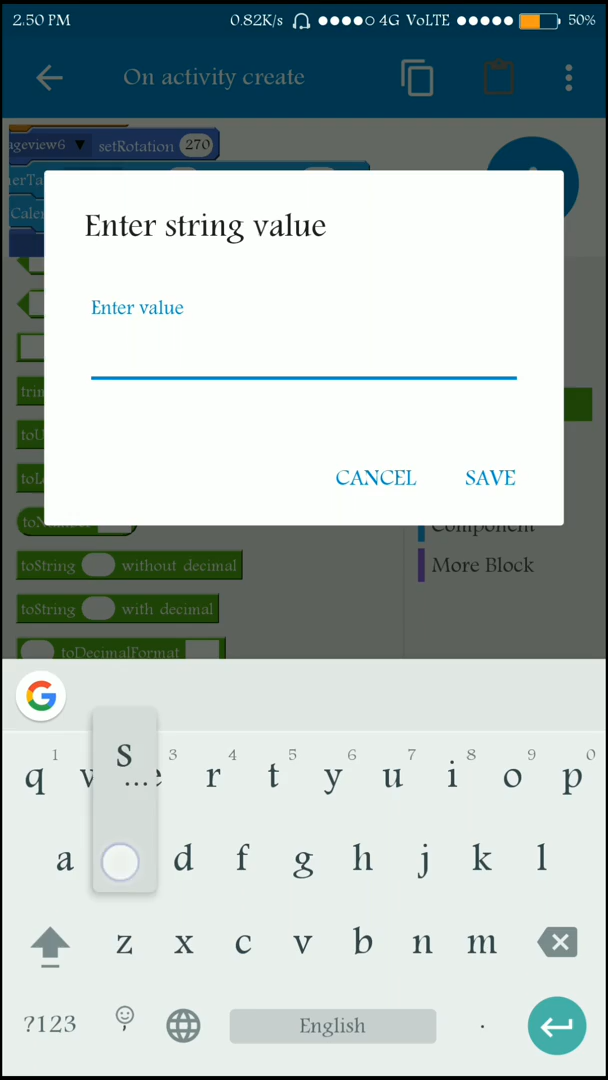 2.50 PM 0.82K/s 4G VoLTE 50%
On activity create
ageview6 setRotation 270
Enter string value
Enter value
CANCEL SAVE
Component
More Block
toString without decimal
toString with decimal
toDecimalFormat
s
...
1 3 4 5 6 7 8 9 0
q e r t y u i o p
a d f g h j k l
z x c v b n m
?123 English .